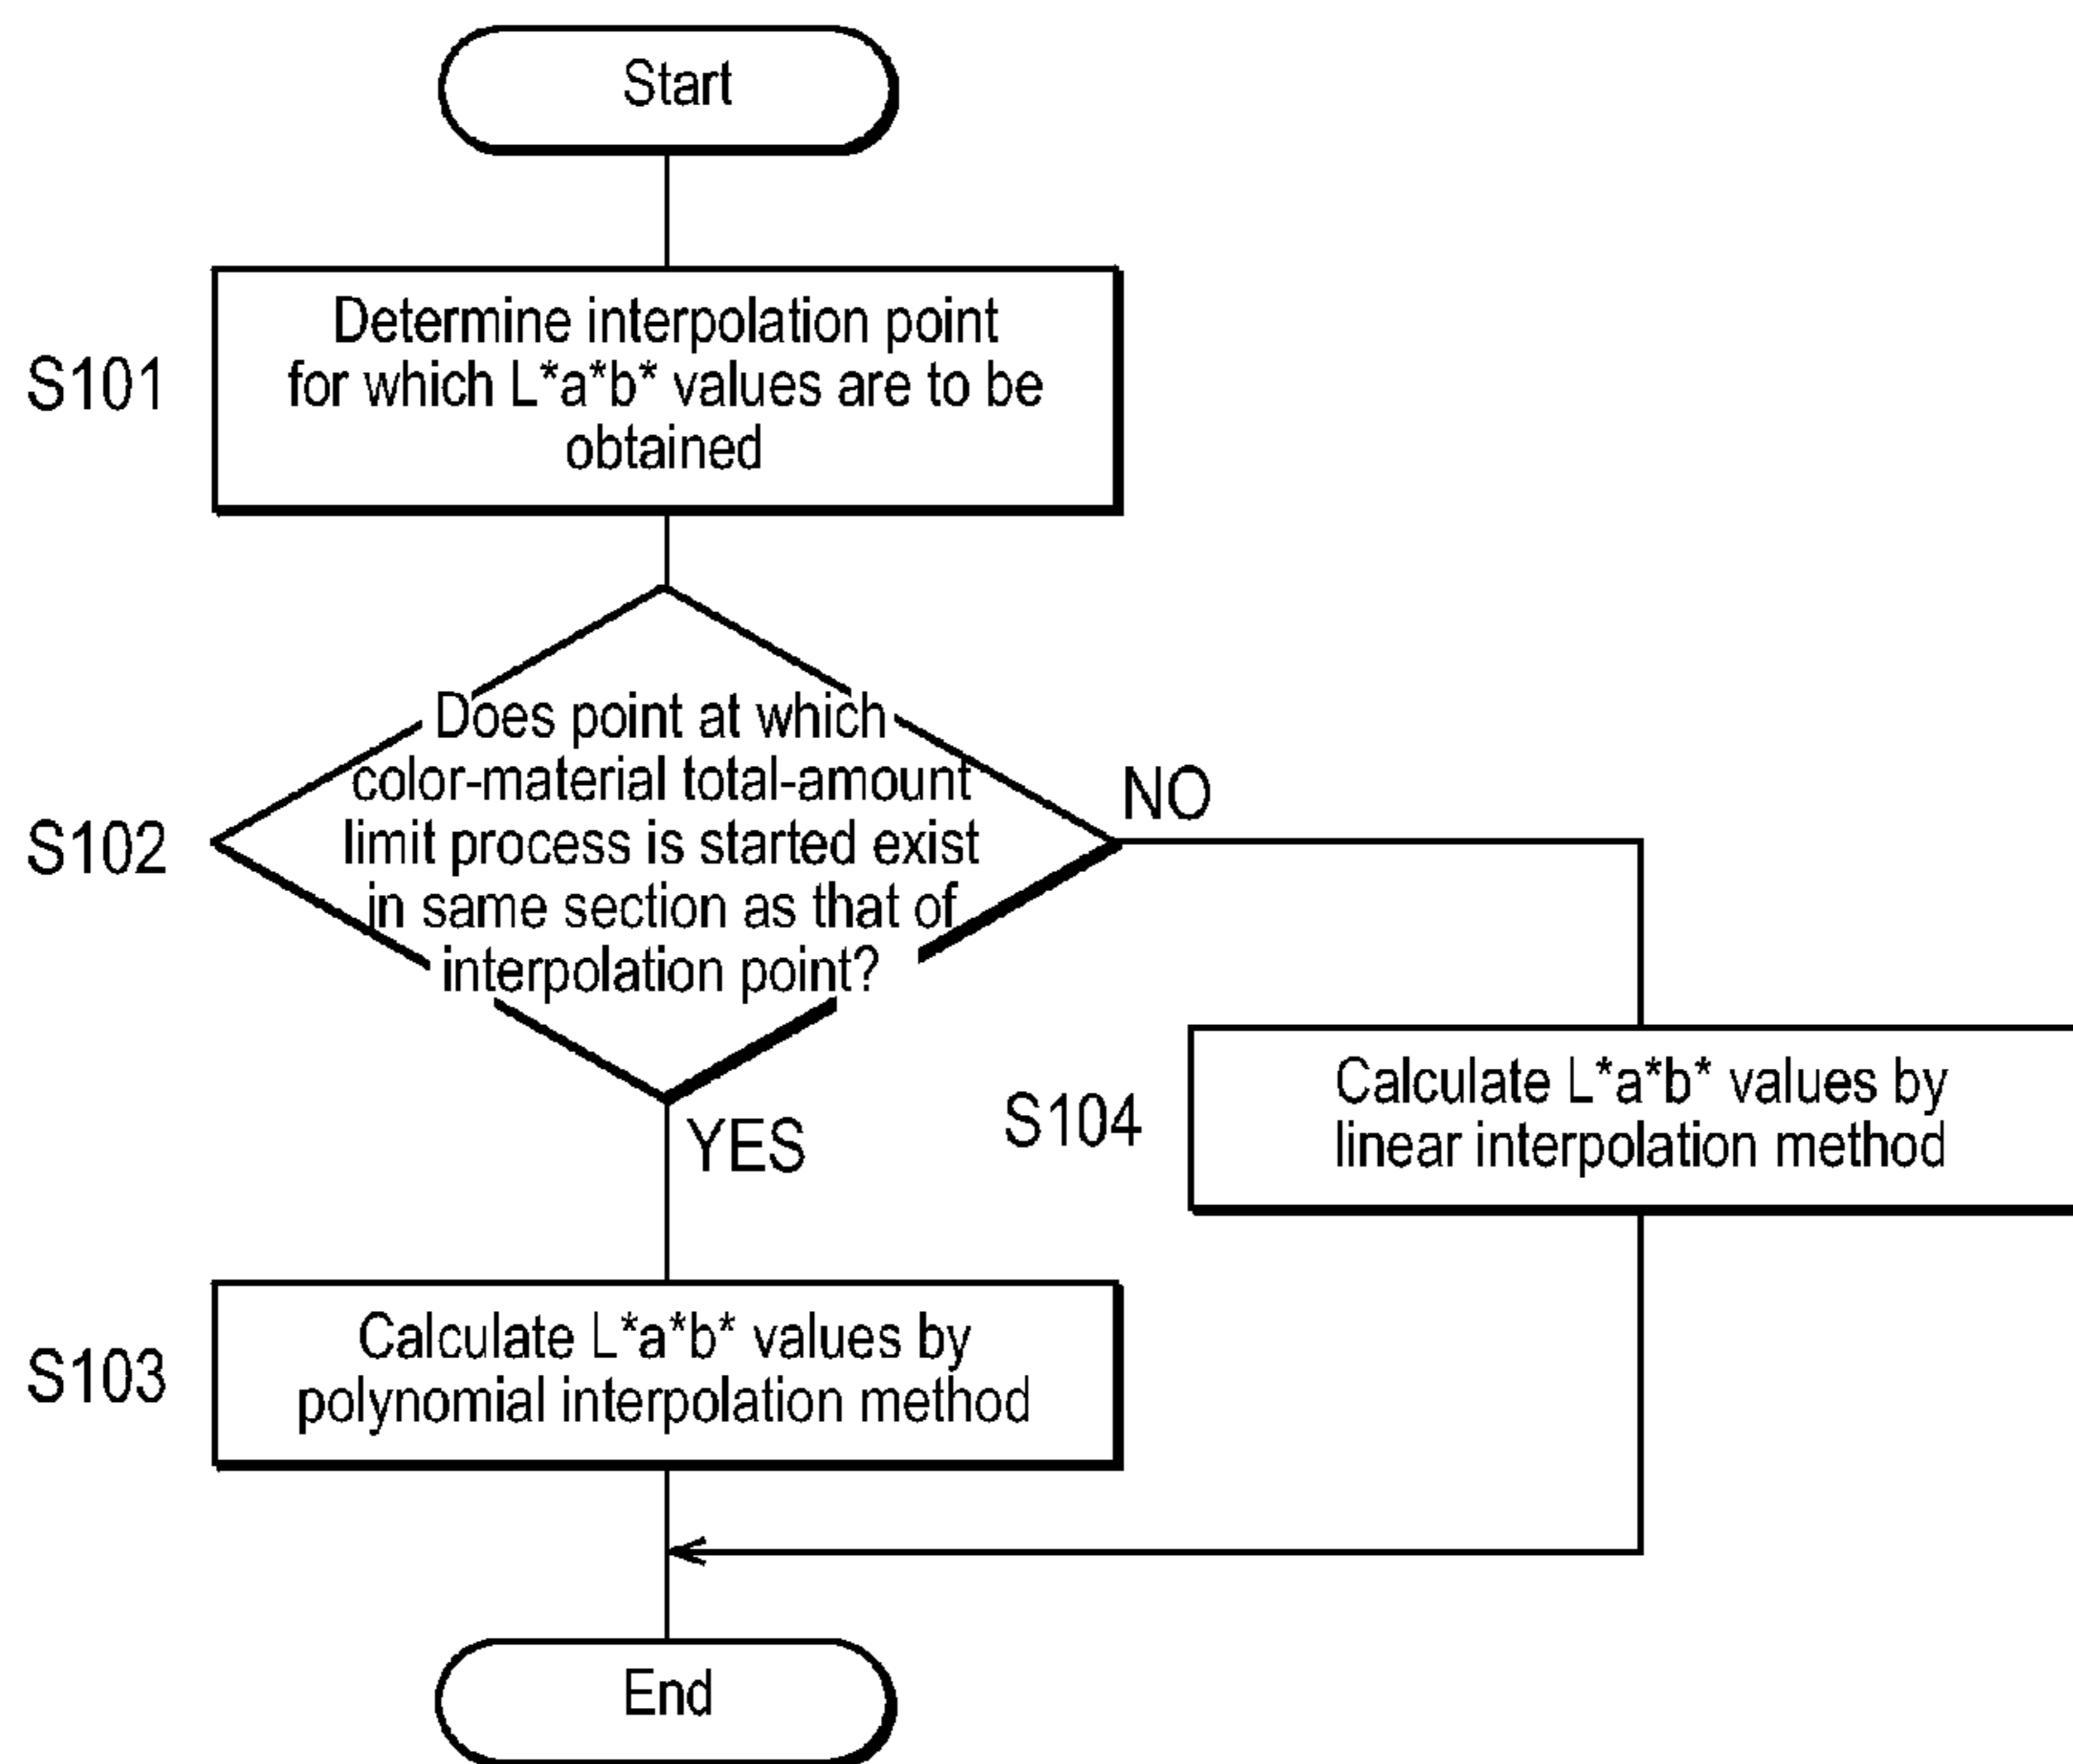 Start
S101
Determine interpolation point
for which L*a*b* values are to be
obtained
S102
Does point at which
color-material total-amount
limit process is started exist
in same section as that of
interpolation point?
NO
YES
S104
Calculate L*a*b* values by
linear interpolation method
S103
Calculate L*a*b* values by
polynomial interpolation method
End